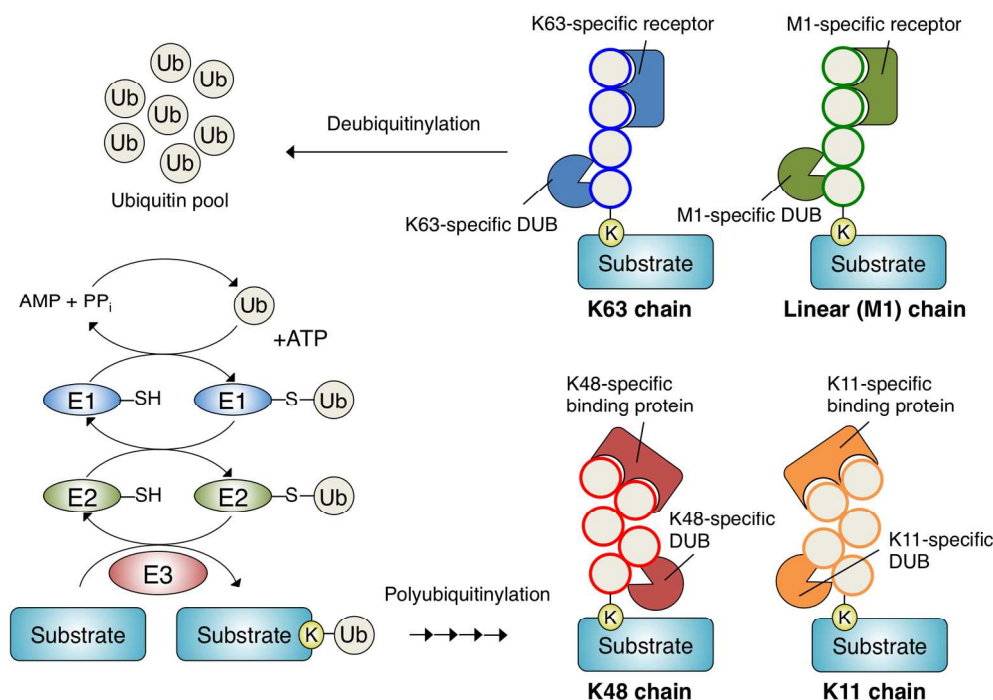 Ub
Ub
Ub
Ub
Ub
Ub
Ub
Ubiquitin pool
Deubiquitinylation
K63-specific receptor
K63-specific DUB
K
Substrate
K63 chain
M1-specific receptor
M1-specific DUB
K
Substrate
Linear (M1) chain
AMP + PPi
Ub
+ATP
E1
SH
E1
S
Ub
E2
SH
E2
S
Ub
E3
Substrate
Substrate
K
Ub
Polyubiquitinylation
K48-specific
binding protein
K48-specific
DUB
K
Substrate
K48 chain
K11-specific
binding protein
K11-specific
DUB
K
Substrate
K11 chain